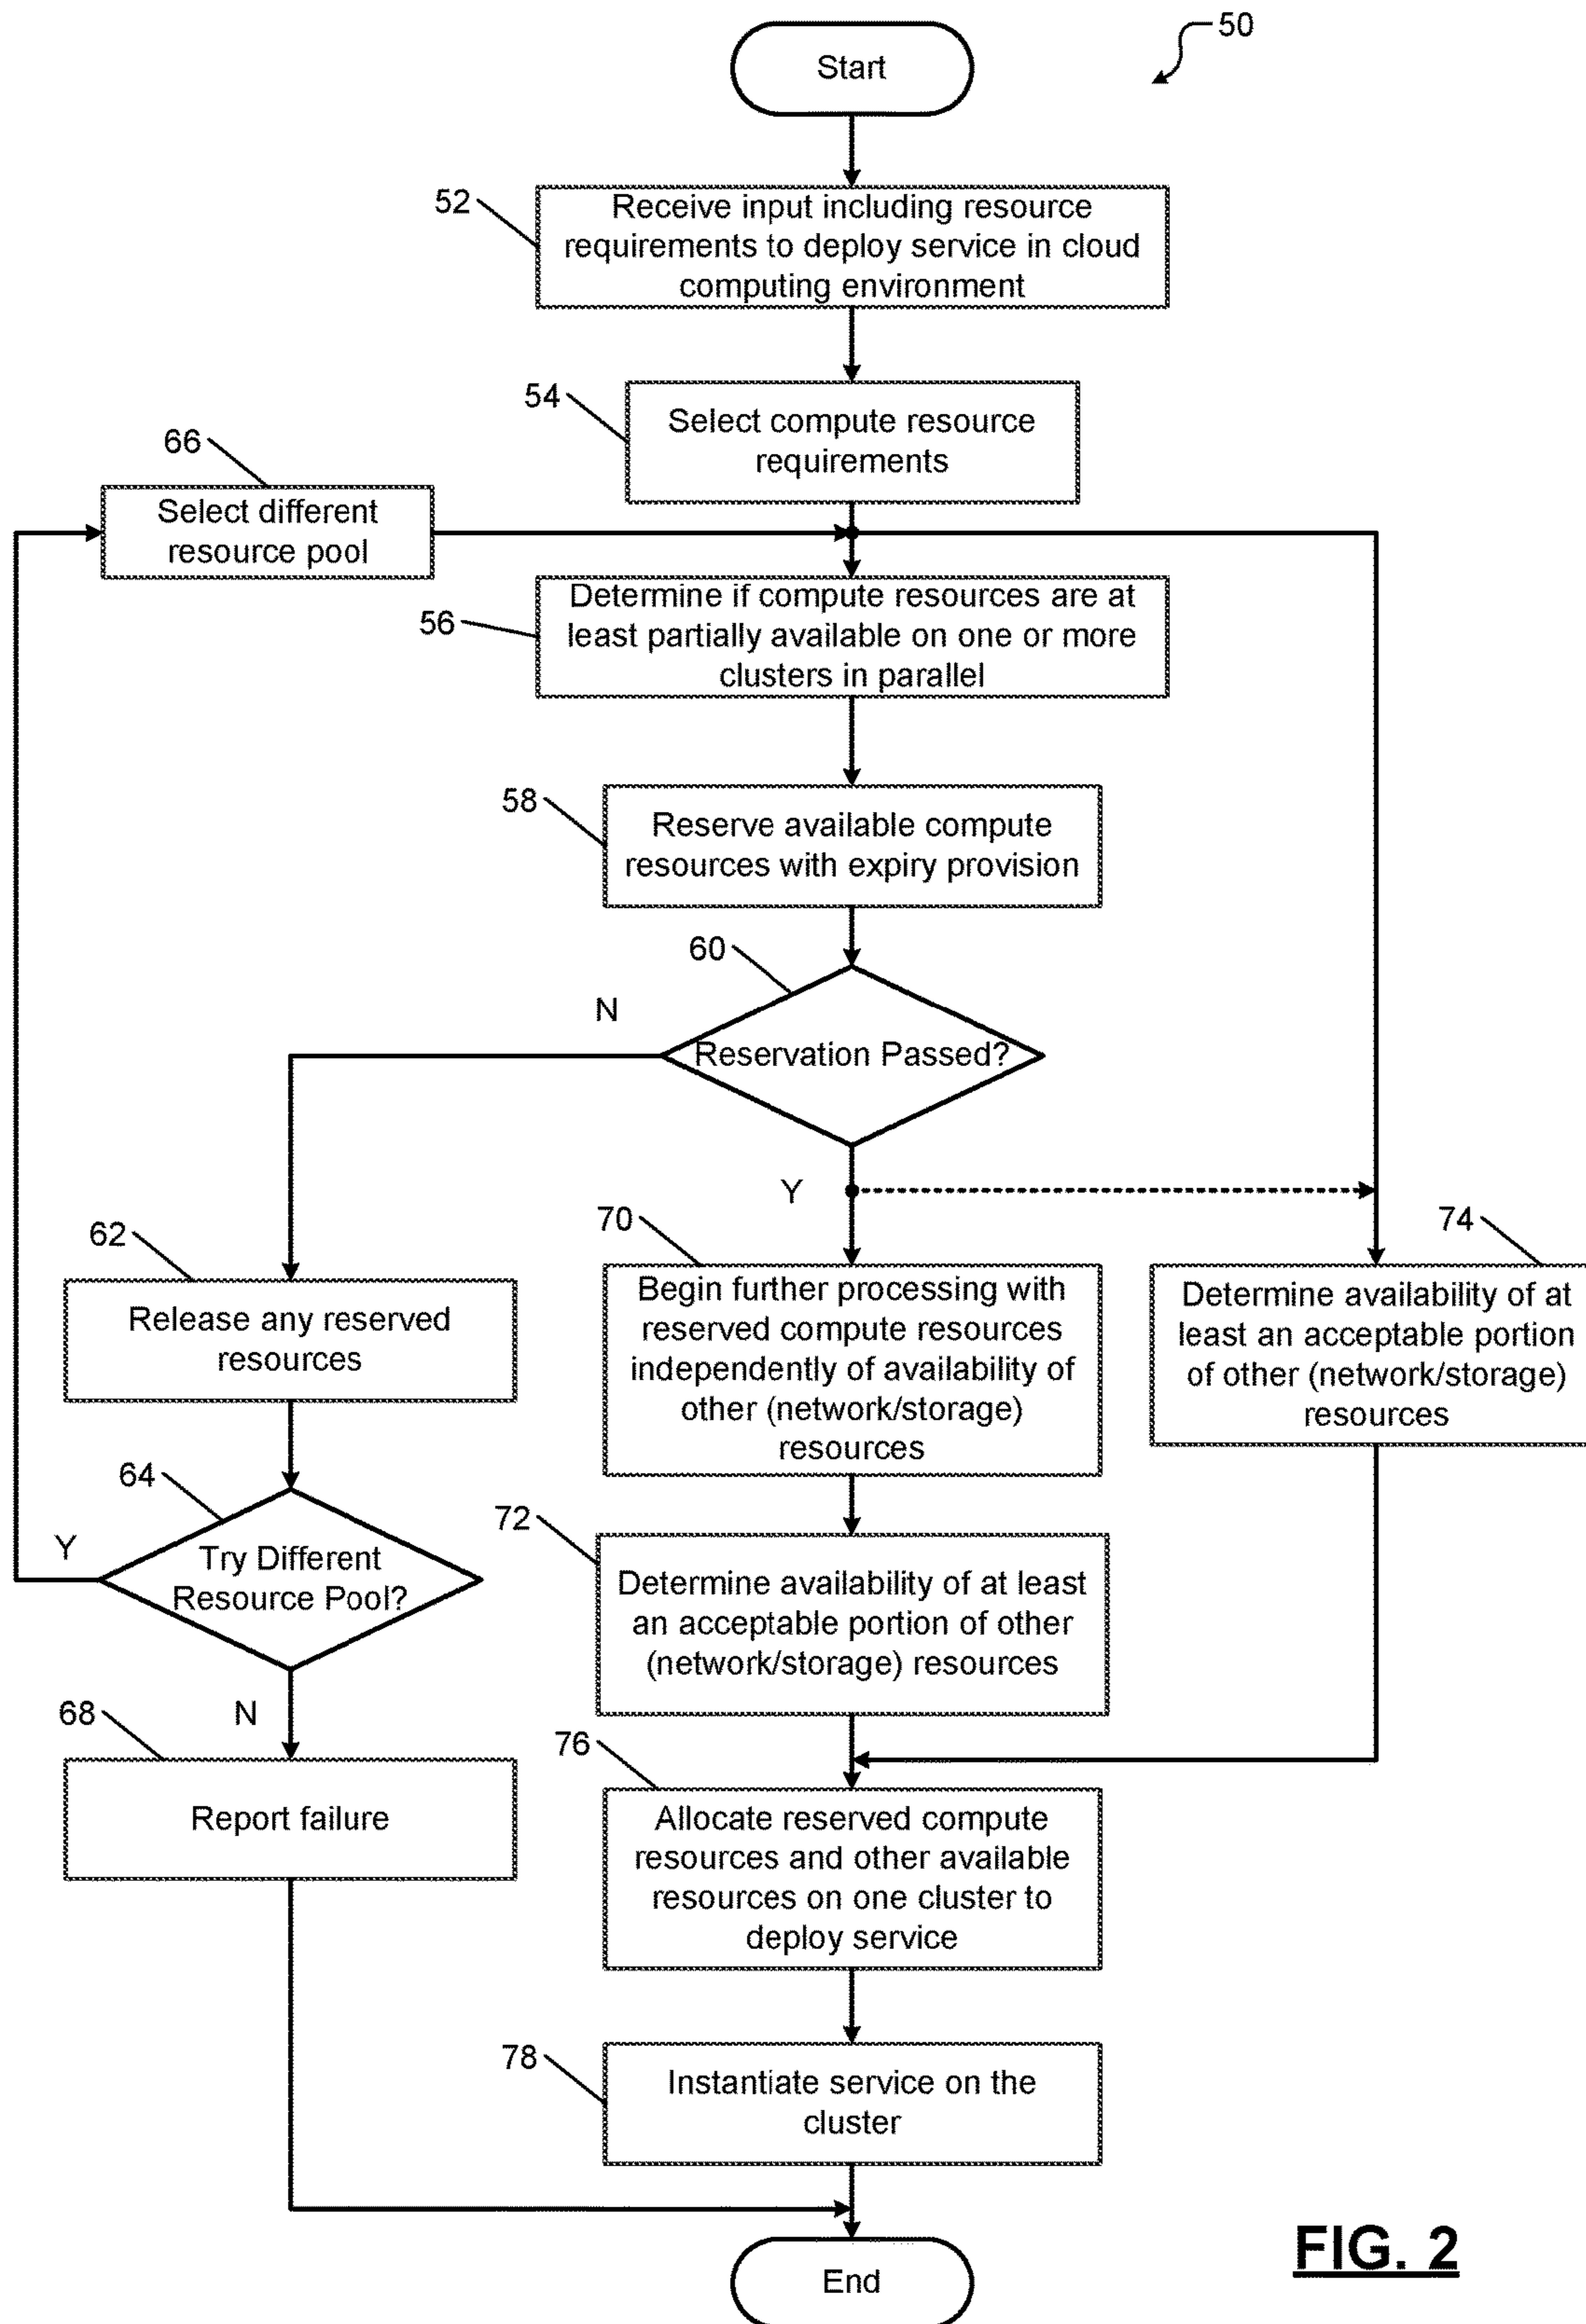 50
Start
52
Receive input including resource
requirements to deploy service in cloud
computing environment
54
Select compute resource
requirements
66
Select different
resource pool
56
Determine if compute resources are at
least partially available on one or more
clusters in parallel
58
Reserve available compute
resources with expiry provision
60
N
Reservation Passed?
Y
62
Release any reserved
resources
70
Begin further processing with
reserved compute resources
independently of availability of
other (network/storage)
resources
74
Determine availability of at
least an acceptable portion
of other (network/storage)
resources
64
Y
Try Different
Resource Pool?
72
Determine availability of at least
an acceptable portion of other
(network/storage) resources
N
68
Report failure
76
Allocate reserved compute
resources and other available
resources on one cluster to
deploy service
78
Instantiate service on the
cluster
End
FIG. 2